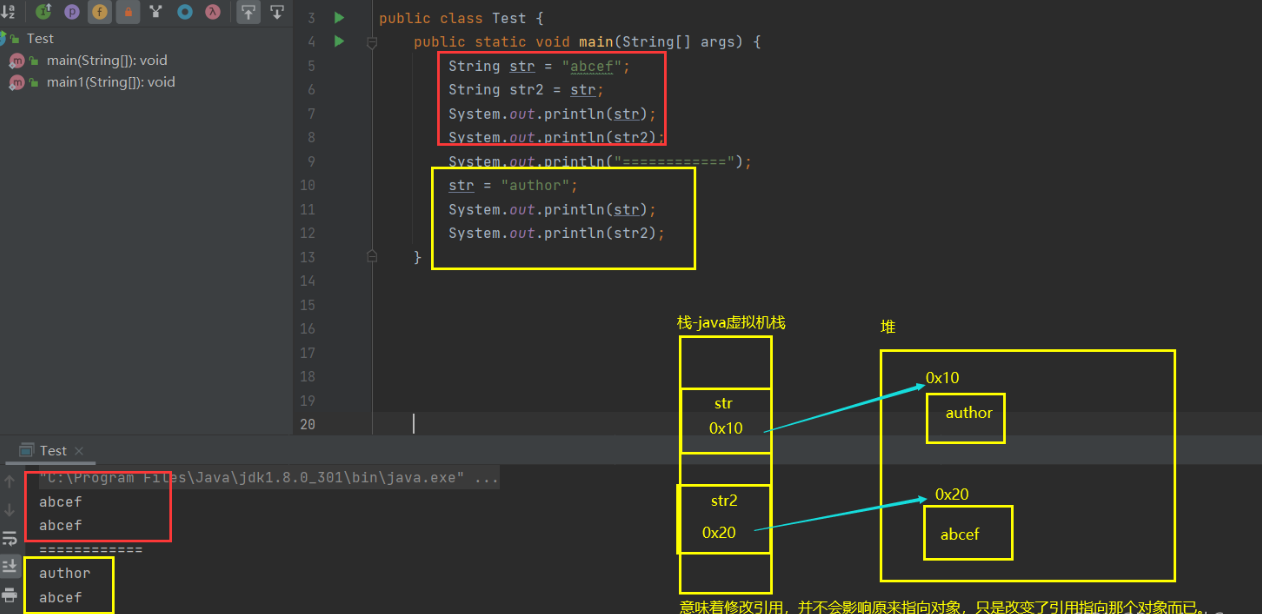 Test
main(String[]): void
main1(String[]): void
3 public class Test {
4 public static void main(String[] args) {
5 String str = "abcef";
6 String str2 = str;
7 System.out.println(str);
8 System.out.println(str2);
9 System.out.println("============");
10 str = "author";
11 System.out.println(str);
12 System.out.println(str2);
13 }
14
15
16
17
18
19
20
栈-java虚拟机栈
堆
str
0x10
str2
0x20
0x10
author
0x20
abcef
意味着修改引用，并不会影响原来指向对象，只是改变了引用指向那个对象而已。
Test
"C:\Program Files\Java\jdk1.8.0_301\bin\java.exe" ...
abcef
abcef
============
author
abcef